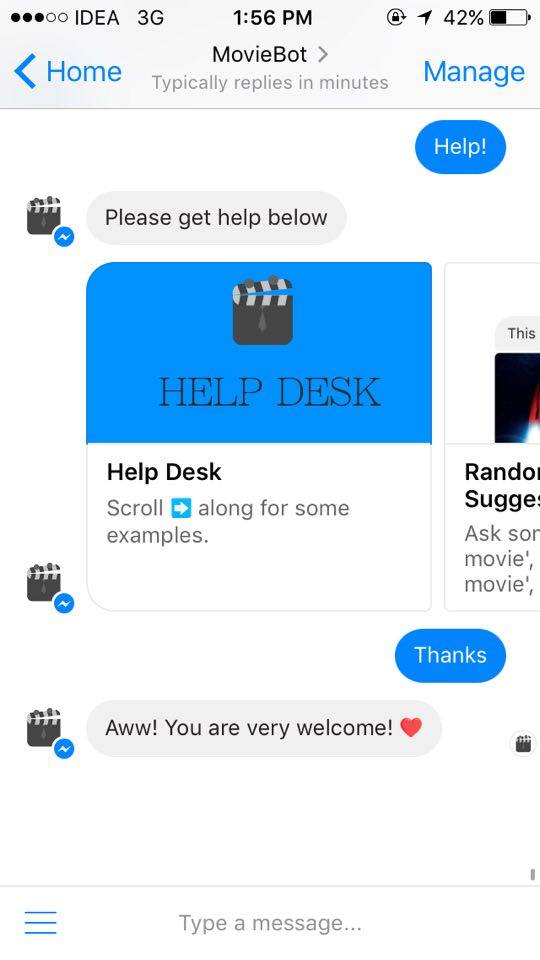 IDEA 3G 1:56 PM 42%
Home MovieBot Manage
Typically replies in minutes
Help!
Please get help below
HELP DESK
This
Help Desk
Scroll ➡️ along for some
examples.
Rando
Sugges
Ask
movie',
movie',
Thanks
Aww! You are very welcome! ❤️
Type a message...